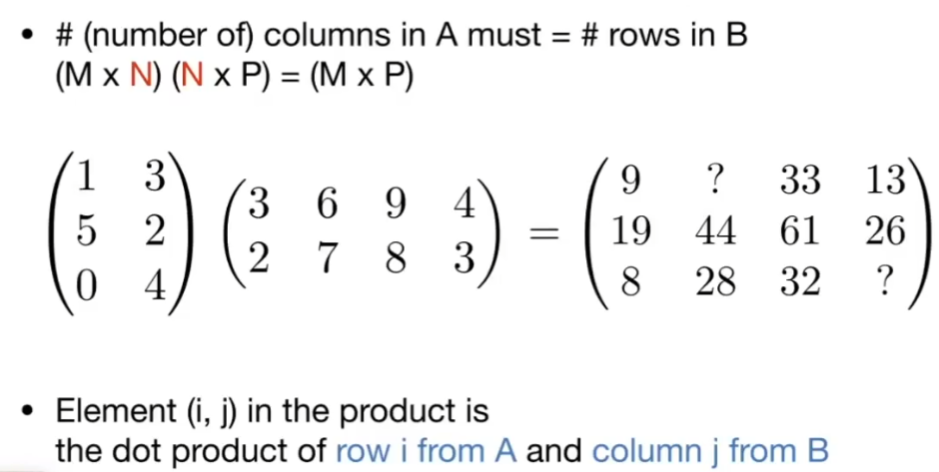 • # (number of) columns in A must = # rows in B
(M x N) (N x P) = (M x P)
1 3
5 2
0 4
3 6 9 4
2 7 8 3
=
9 ? 33 13
19 44 61 26
8 28 32 ?
• Element (i, j) in the product is
the dot product of row i from A and column j from B